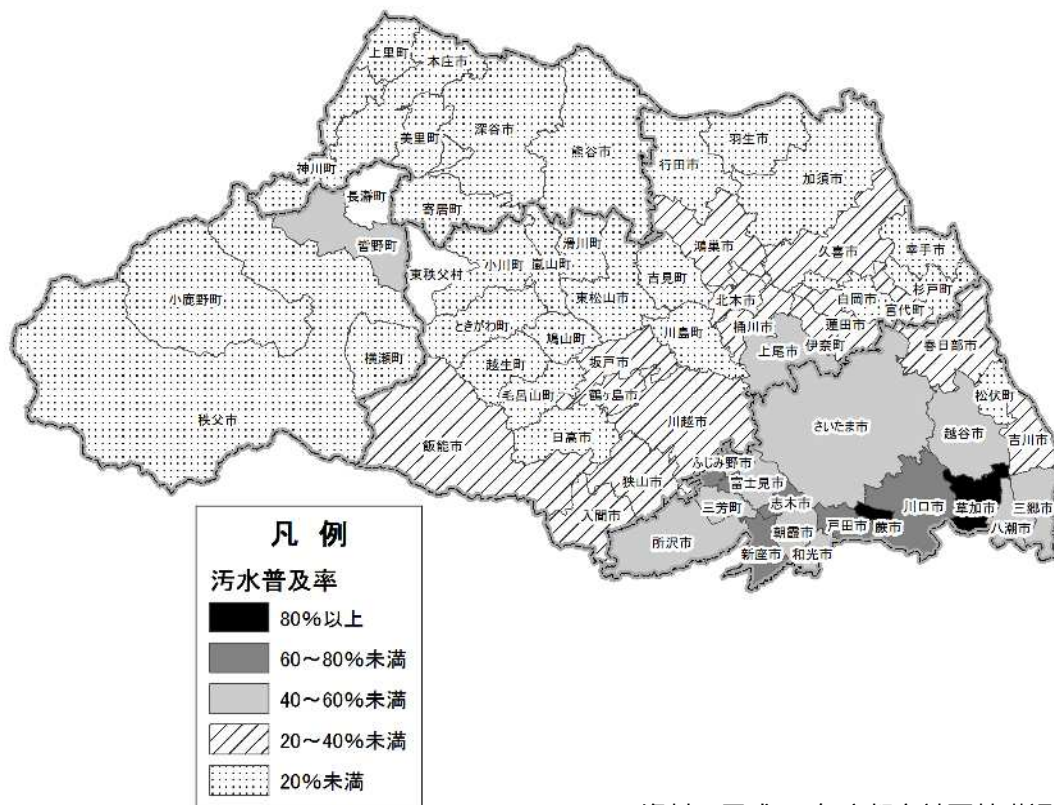 上里町
本庄市
美里町
深谷市
熊谷市
神川町
長瀞町
寄居町
皆野町
行田市
羽生市
加須市
小鹿野町
東秩父村
小川町
嵐山町
滑川町
吉見町
鴻巣市
久喜市
幸手市
東松山市
北本市
白岡市
杉戸町
宮代町
ときがわ町
鳩山町
川島町
桶川市
蓮田市
伊奈町
上尾市
春日部市
横瀬町
越生町
坂戸市
毛呂山町
鶴ヶ島市
松伏町
秩父市
日高市
川越市
さいたま市
越谷市
吉川市
飯能市
狭山市
ふじみ野市
富士見市
入間市
三芳町
志木市
川口市
草加市
三郷市
所沢市
朝霞市
戸田市
蕨市
八潮市
新座市
和光市
凡 例
汚水普及率
80%以上
60～80%未満
40～60%未満
20～40%未満
20%未満